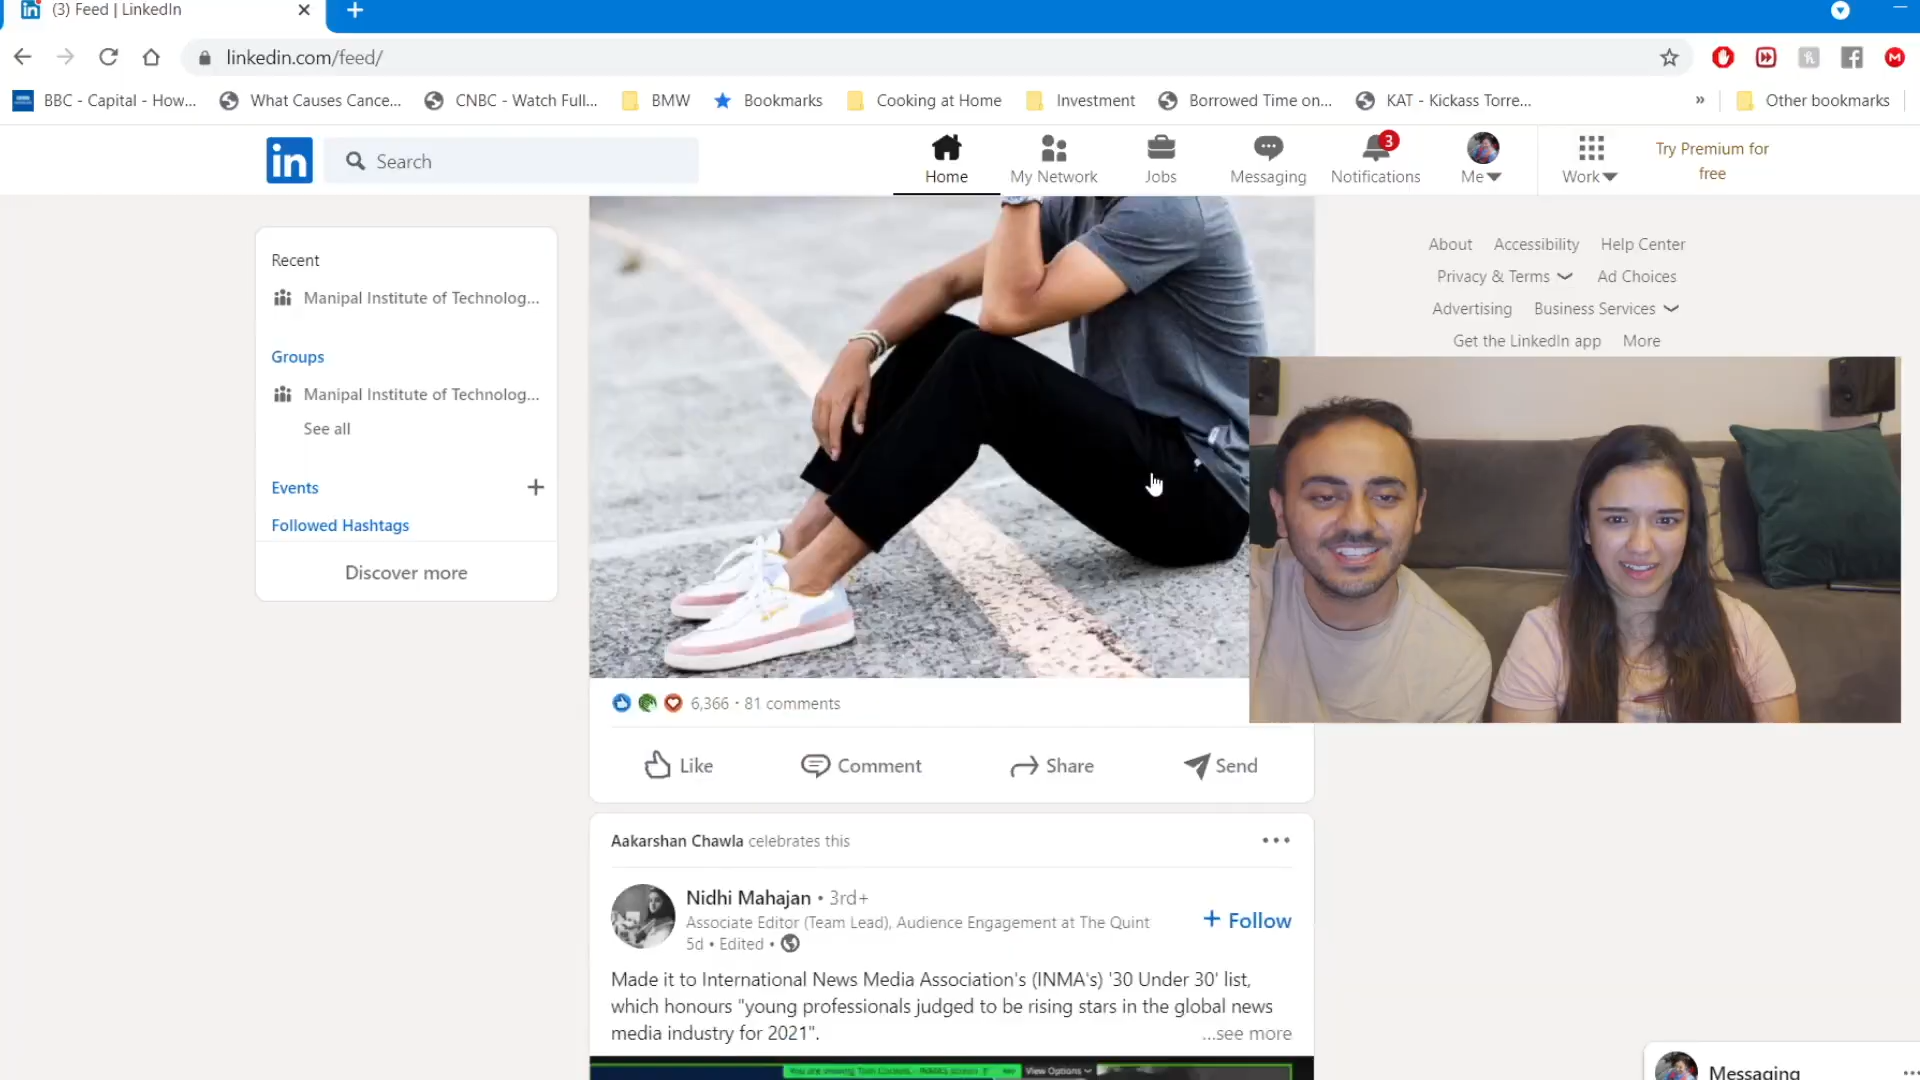 (3) Feed | LinkedIn
linkedin.com/feed/
BBC - Capital - How...
What Causes Cance...
CNBC - Watch Full...
BMW
Bookmarks
Cooking at Home
Investment
Borrowed Time on...
KAT - Kickass Torre...
»
Other bookmarks
in
Search
Home
My Network
Jobs
Messaging
3
Notifications
Me
Work
Try Premium for
free
Recent
Manipal Institute of Technolog...
Groups
Manipal Institute of Technolog...
See all
Events
Followed Hashtags
Discover more
About Accessibility Help Center
Privacy & Terms Ad Choices
Advertising Business Services
Get the LinkedIn app More
6,366 • 81 comments
Like
Comment
Share
Send
Aakarshan Chawla celebrates this
Nidhi Mahajan • 3rd+
Associate Editor (Team Lead), Audience Engagement at The Quint
5d • Edited •
+ Follow
Made it to International News Media Association's (INMA's) '30 Under 30' list,
which honours "young professionals judged to be rising stars in the global news
media industry for 2021".
...see more
View Options
Messaging